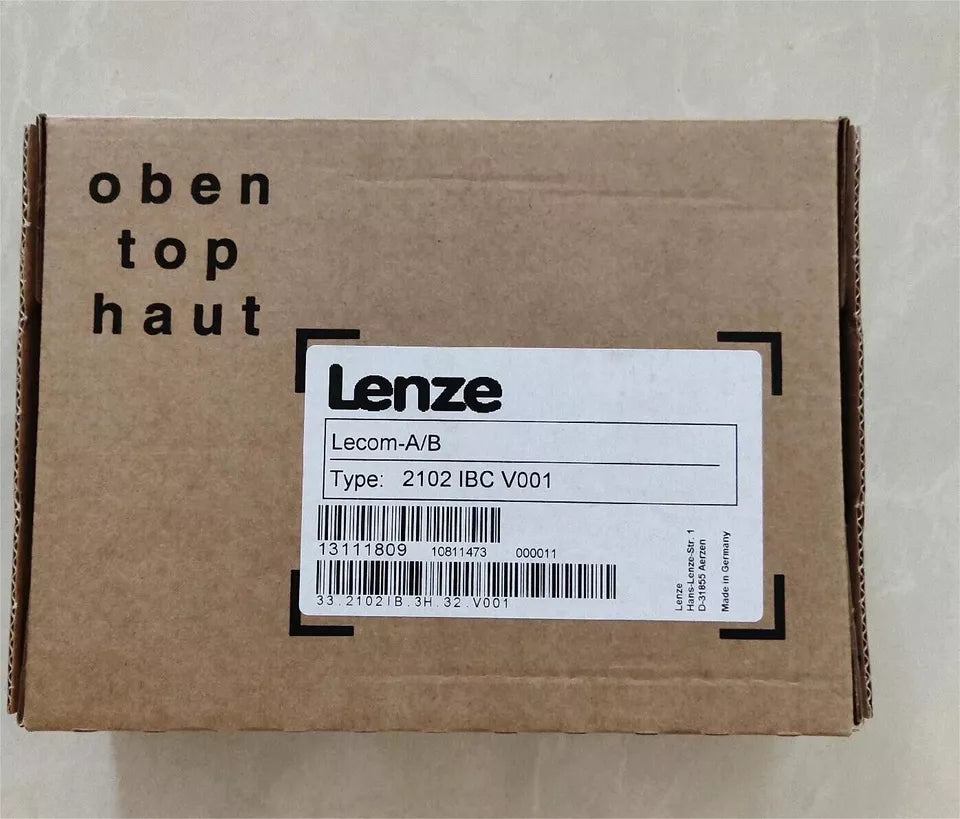 oben
top
haut
Lenze
Lecom-A/B
Type: 2102 IBC V001
13111809 10811473 000011
33.2102IB.3H.32.V001
Lenze
Hans-Lenze-Str. 1
D-31855 Aerzen
Made in Germany